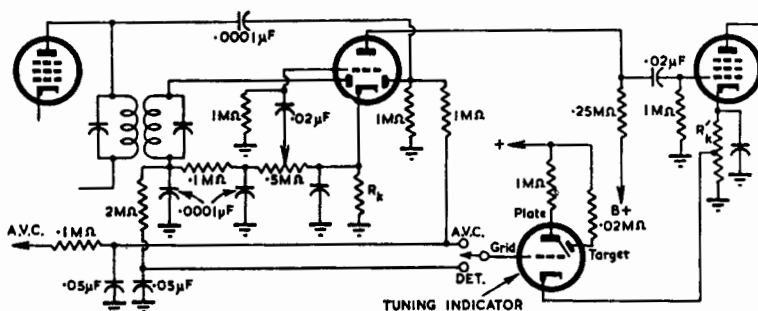 ·0001µF
·02µF
1MΩ
·02µF
1MΩ
1MΩ
·25MΩ
1MΩ
R'k
·1MΩ
·5MΩ
Rk
2MΩ
·0001µF
+
1MΩ
B+
·02MΩ
Plate
A.V.C.
·1MΩ
A.V.C.
Grid
Target
DET.
·05µF
·05µF
TUNING INDICATOR